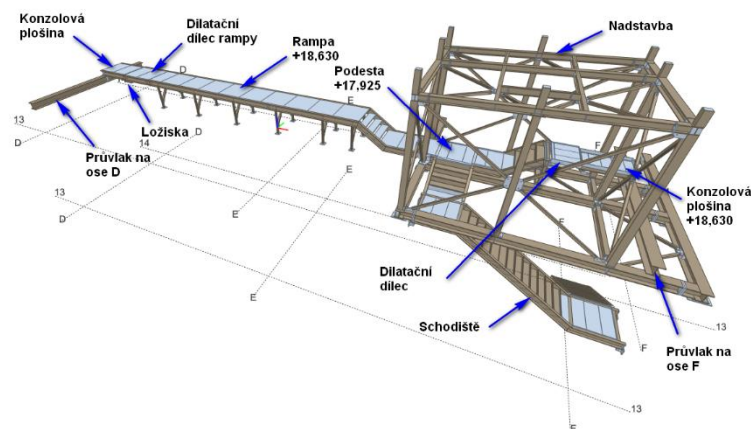 Konzolová
plošina
Dilatační
dílec rampy
Rampa
+18,630
Podesta
+17,925
Nadstavba
Ložiska
Průvlak na
ose D
Konzolová
plošina
+18,630
Dilatační
dílec
Schodiště
Průvlak na
ose F
13
D
14
D
D
13
D
E
E
E
E
F
F
F
13
13
E